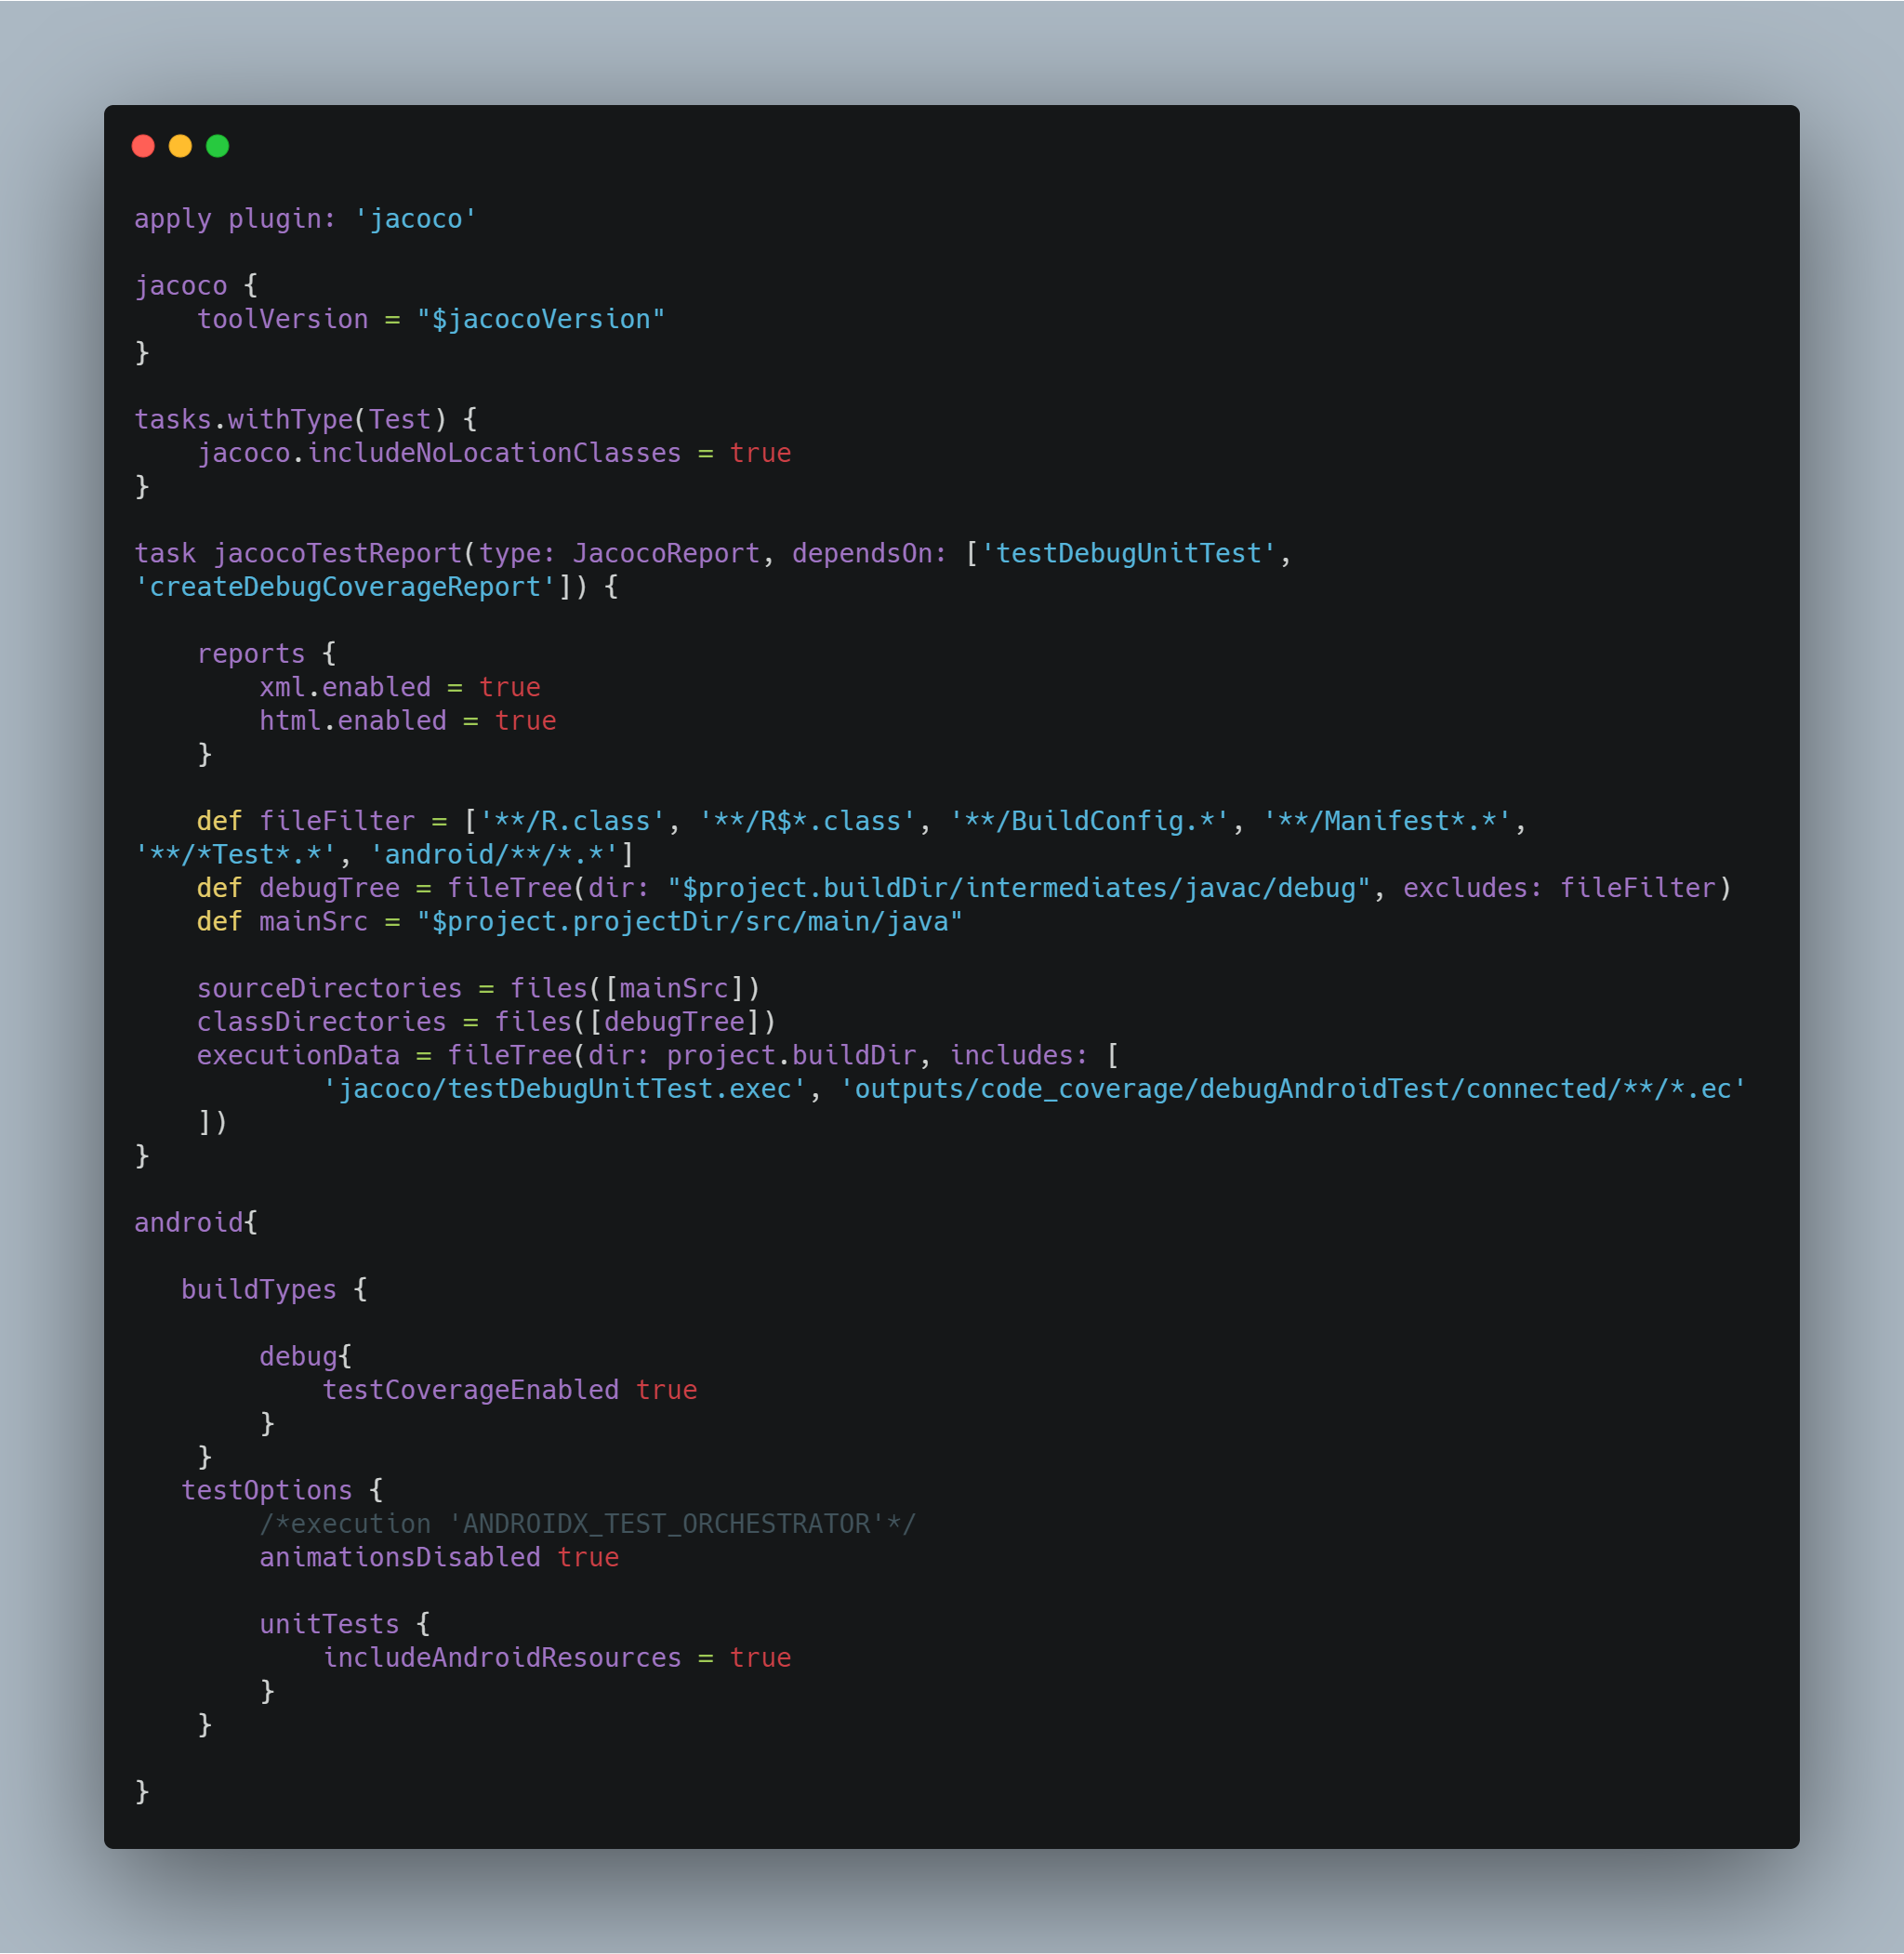 apply plugin: 'jacoco'

jacoco {
    toolVersion = "$jacocoVersion"
}

tasks.withType(Test) {
    jacoco.includeNoLocationClasses = true
}

task jacocoTestReport(type: JacocoReport, dependsOn: ['testDebugUnitTest',
'createDebugCoverageReport']) {

    reports {
        xml.enabled = true
        html.enabled = true
    }

    def fileFilter = ['**/R.class', '**/R$*.class', '**/BuildConfig.*', '**/Manifest*.*',
'**/*Test*.*', 'android/**/*.*']
    def debugTree = fileTree(dir: "$project.buildDir/intermediates/javac/debug", excludes: fileFilter)
    def mainSrc = "$project.projectDir/src/main/java"

    sourceDirectories = files([mainSrc])
    classDirectories = files([debugTree])
    executionData = fileTree(dir: project.buildDir, includes: [
            'jacoco/testDebugUnitTest.exec', 'outputs/code_coverage/debugAndroidTest/connected/**/*.ec'
    ])
}

android{

   buildTypes {

        debug{
            testCoverageEnabled true
        }
    }
   testOptions {
        /*execution 'ANDROIDX_TEST_ORCHESTRATOR'*/
        animationsDisabled true

        unitTests {
            includeAndroidResources = true
        }
    }

}